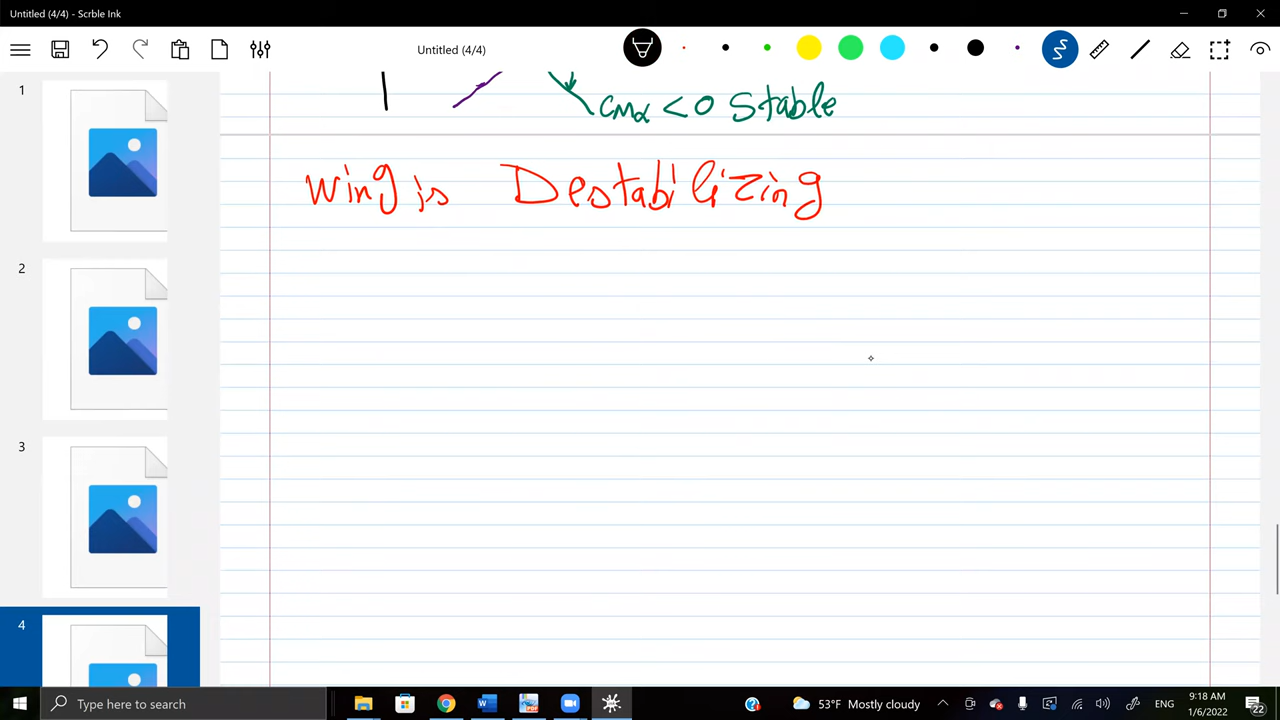 Untitled (4/4) - Scrble Ink
Untitled (4/4)
1
2
3
4
Cmα <0 Stable
Wing is Destabilizing
Type here to search
53°F Mostly cloudy
ENG
9:18 AM
1/6/2022
22